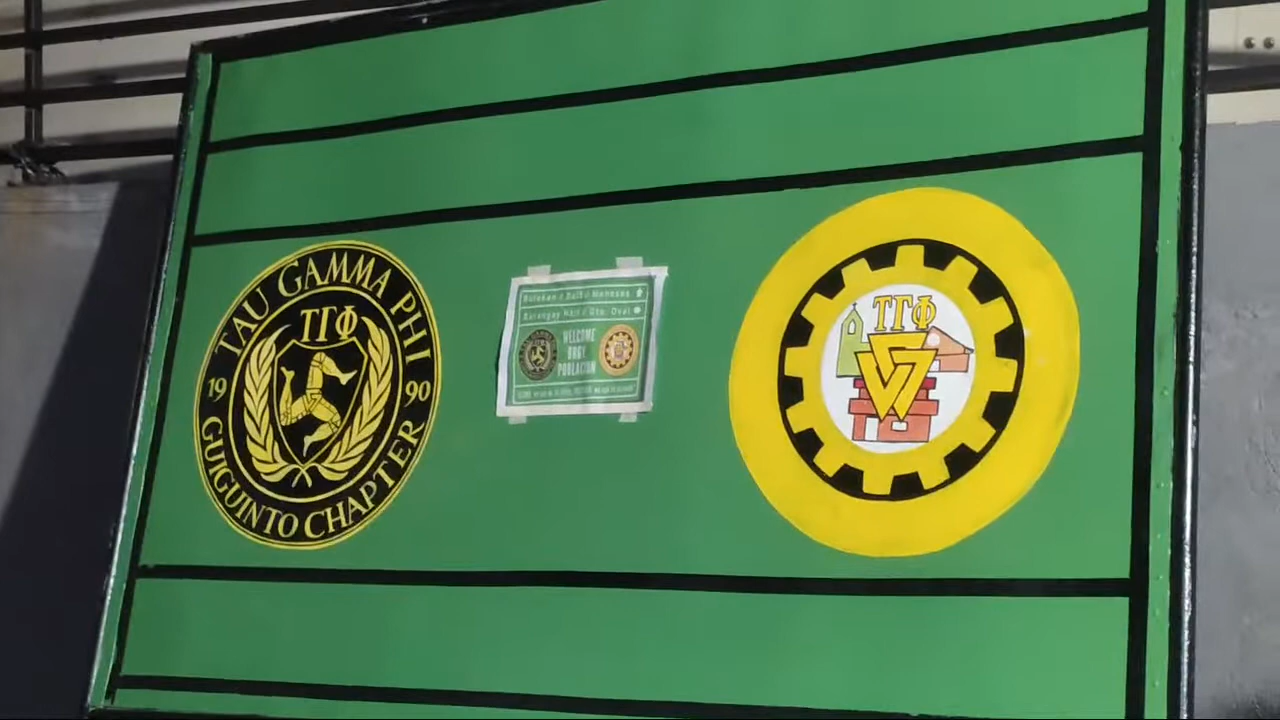 TAU GAMMA PHI
ΤΓΦ
19 90
GUIGUINTO CHAPTER
WELCOME
BRGY
POBLACION
ΤΓΦ